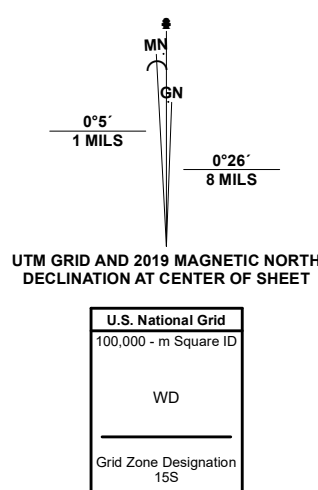 MN
GN
0°5´
1 MILS
0°26´
8 MILS
UTM GRID AND 2019 MAGNETIC NORTH
DECLINATION AT CENTER OF SHEET
U.S. National Grid
100,000 - m Square ID
WD
Grid Zone Designation
15S